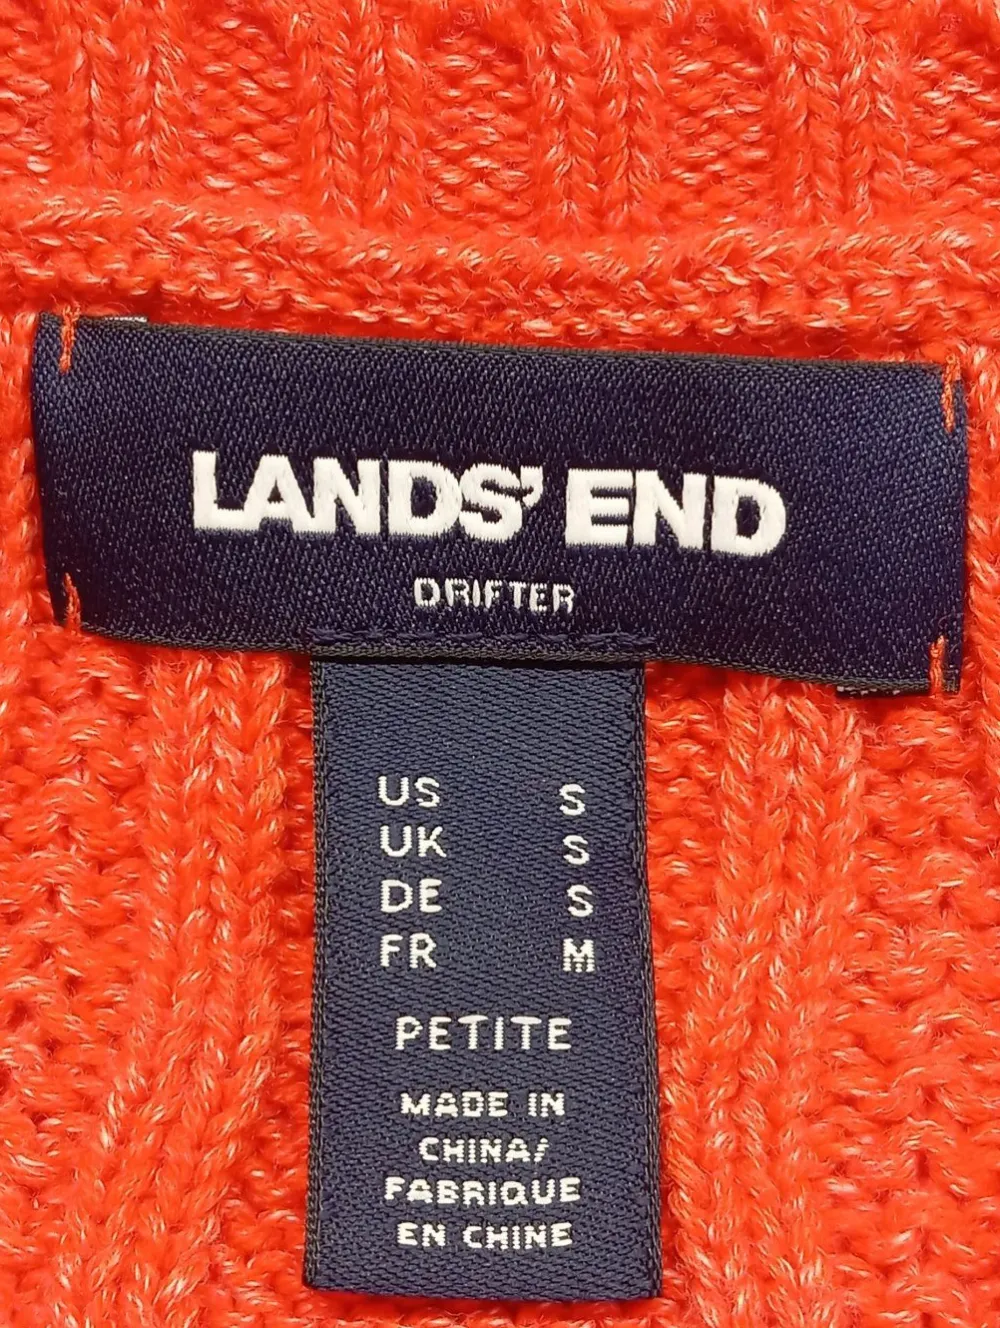 LANDS' END
DRIFTER
US S
UK S
DE S
FR M
PETITE
MADE IN
CHINA/
FABRIQUE
EN CHINE